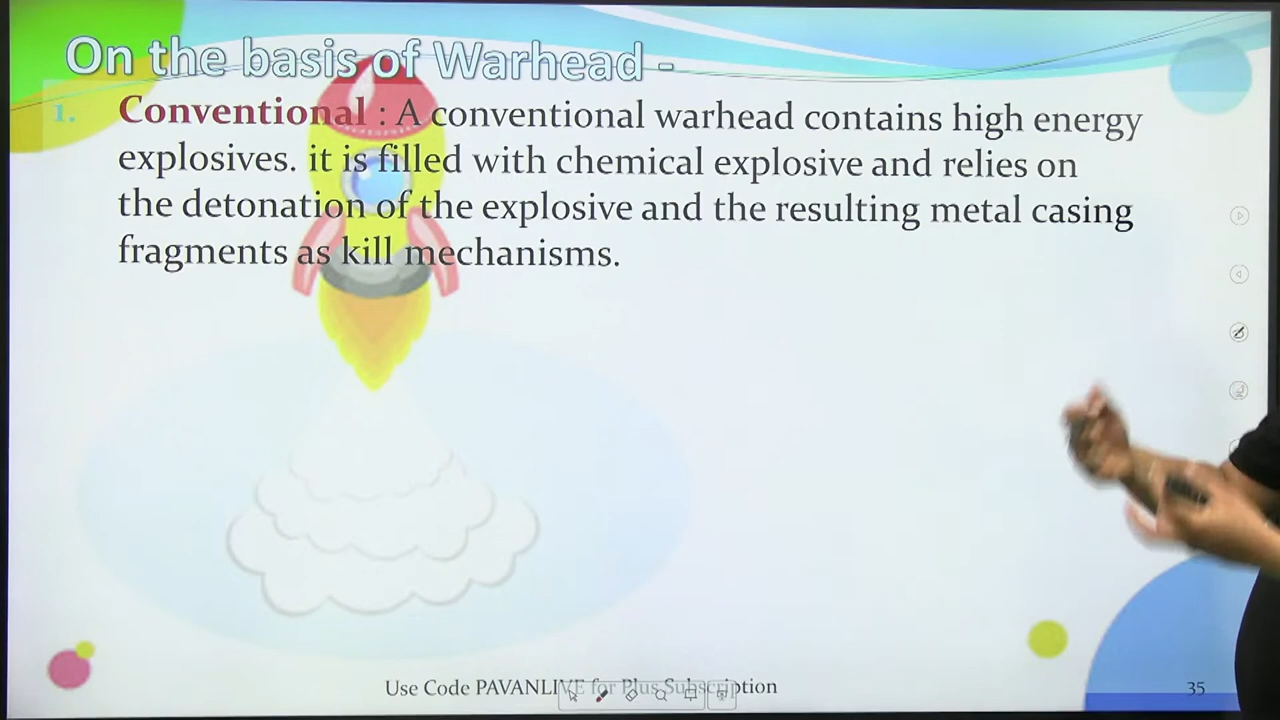 On the basis of Warhead -
1. Conventional : A conventional warhead contains high energy
explosives. it is filled with chemical explosive and relies on
the detonation of the explosive and the resulting metal casing
fragments as kill mechanisms.
Use Code PAVANLIVE for Plus Subscription
35